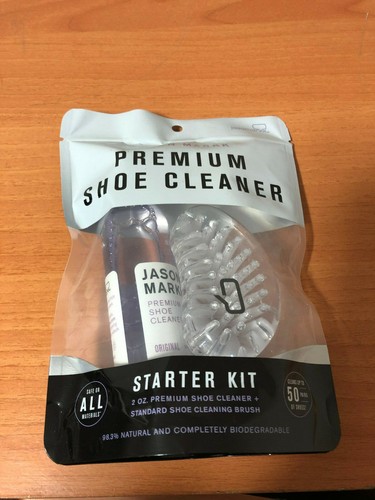 PREMIUM
SHOE CLEANER
JASON
MARK
PREMIUM
SHOE
CLEANER
ORIGINAL
STARTER KIT
2 OZ. PREMIUM SHOE CLEANER +
STANDARD SHOE CLEANING BRUSH
98.3% NATURAL AND COMPLETELY BIODEGRADABLE
SAFE ON
ALL
MATERIALS
CLEANS UP TO
50 PAIRS
OF SHOES